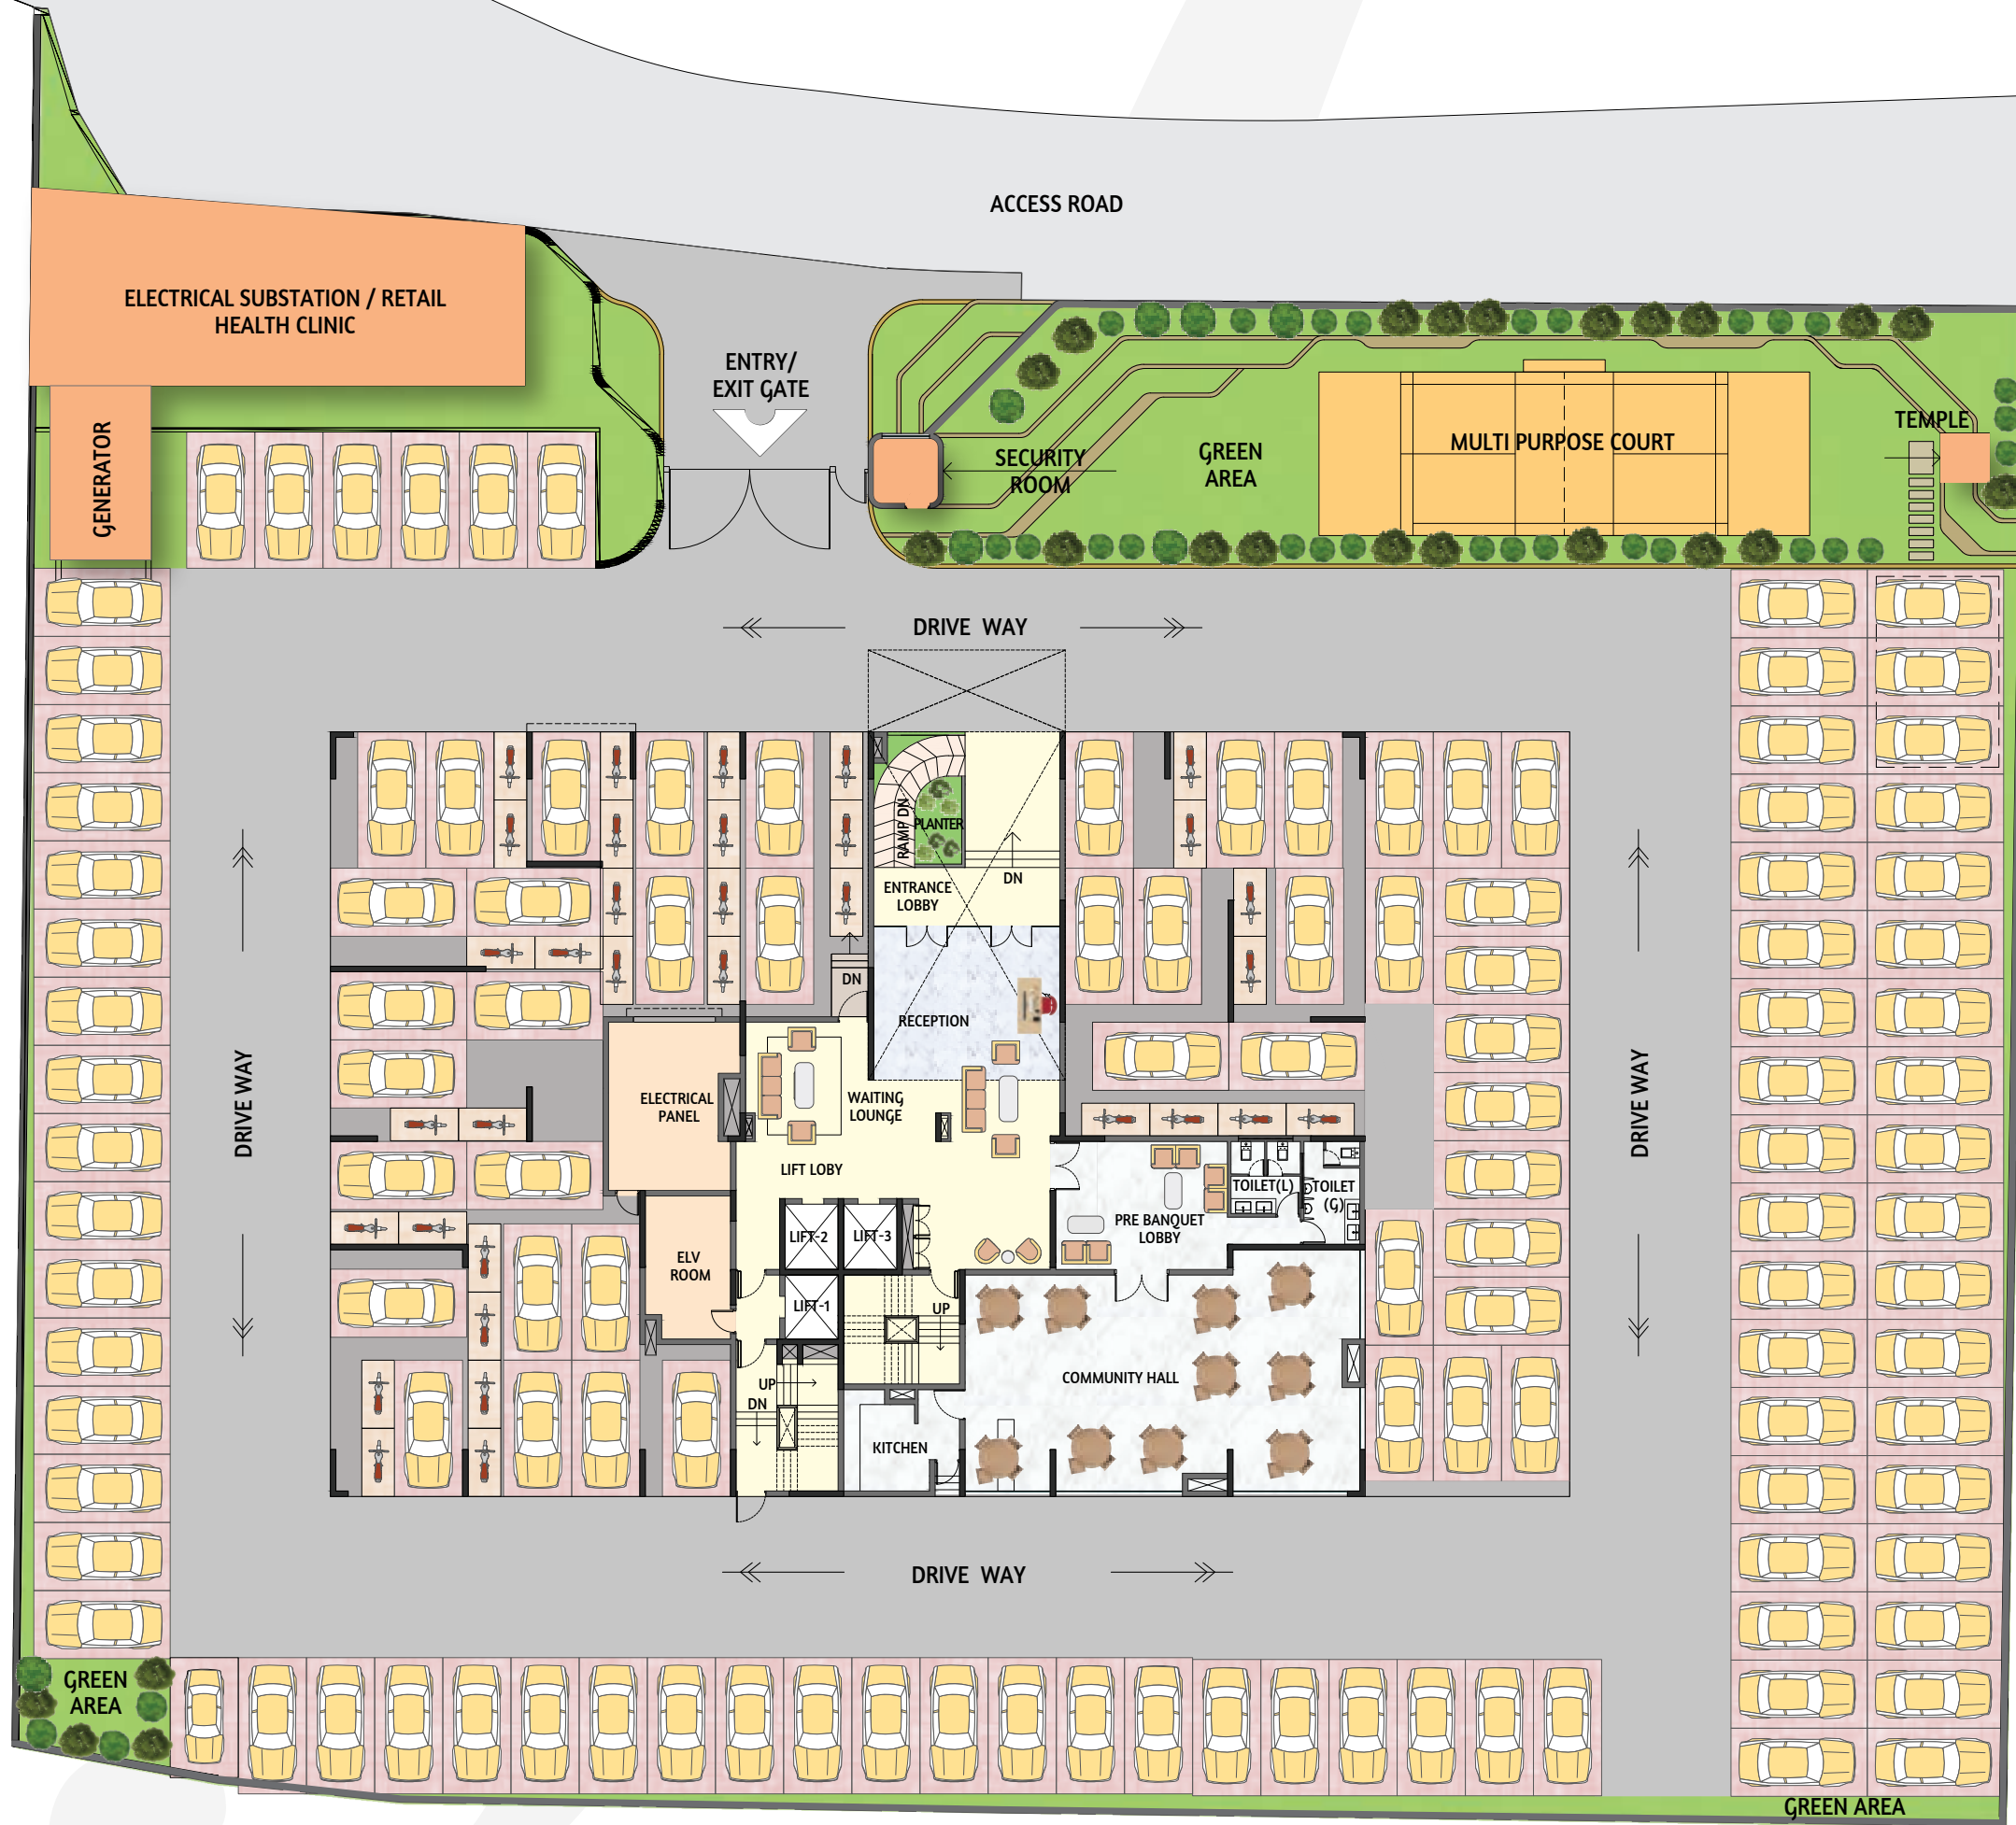 ACCESS ROAD
ELECTRICAL SUBSTATION / RETAIL
HEALTH CLINIC
ENTRY/
EXIT GATE
GENERATOR
SECURITY
ROOM
GREEN
AREA
MULTI PURPOSE COURT
TEMPLE
DRIVE WAY
RAMP DN
PLANTER
DN
ENTRANCE
LOBBY
DN
RECEPTION
DRIVE WAY
ELECTRICAL
PANEL
WAITING
LOUNGE
DRIVE WAY
LIFT LOBY
TOILET(L)
TOILET
(G)
PRE BANQUET
LOBBY
LIFT-2
LIFT-3
ELV
ROOM
LIFT-1
UP
COMMUNITY HALL
UP
DN
KITCHEN
DRIVE WAY
GREEN
AREA
GREEN AREA